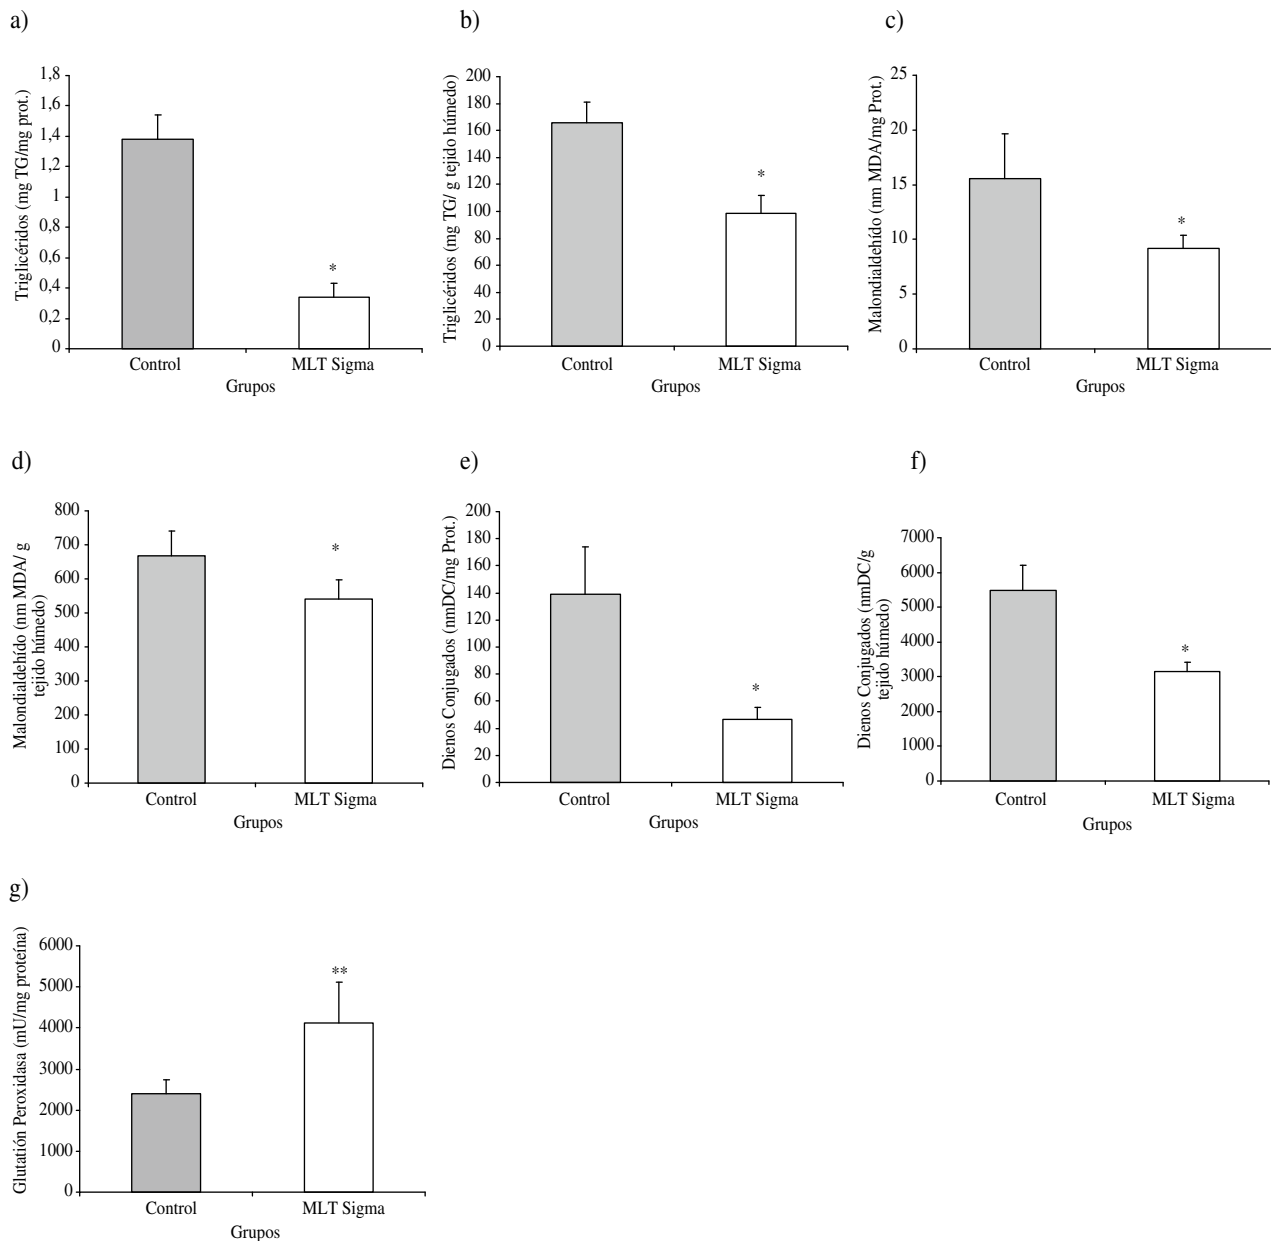 a)
Triglicéridos (mg TG/mg prot.)
1,8
1,6
1,4
1,2
1
0,8
0,6
0,4
0,2
0
*
Control
MLT Sigma
Grupos
b)
Triglicéridos (mg TG/ g tejido húmedo)
200
180
160
140
120
100
80
60
40
20
0
*
Control
MLT Sigma
Grupos
c)
Malondialdehído (nm MDA/mg Prot.)
25
20
15
10
5
0
*
Control
MLT Sigma
Grupos
d)
Malondialdehído (nm MDA/ g
tejido húmedo)
800
700
600
500
400
300
200
100
0
*
Control
MLT Sigma
Grupos
e)
Dienos Conjugados (nmDC/mg Prot.)
200
180
160
140
120
100
80
60
40
20
0
*
Control
MLT Sigma
Grupos
f)
Dienos Conjugados (nmDC/g
tejido húmedo)
7000
6000
5000
4000
3000
2000
1000
0
*
Control
MLT Sigma
Grupos
g)
Glutatión Peroxidasa (mU/mg proteína)
6000
5000
4000
3000
2000
1000
0
**
Control
MLT Sigma
Grupos